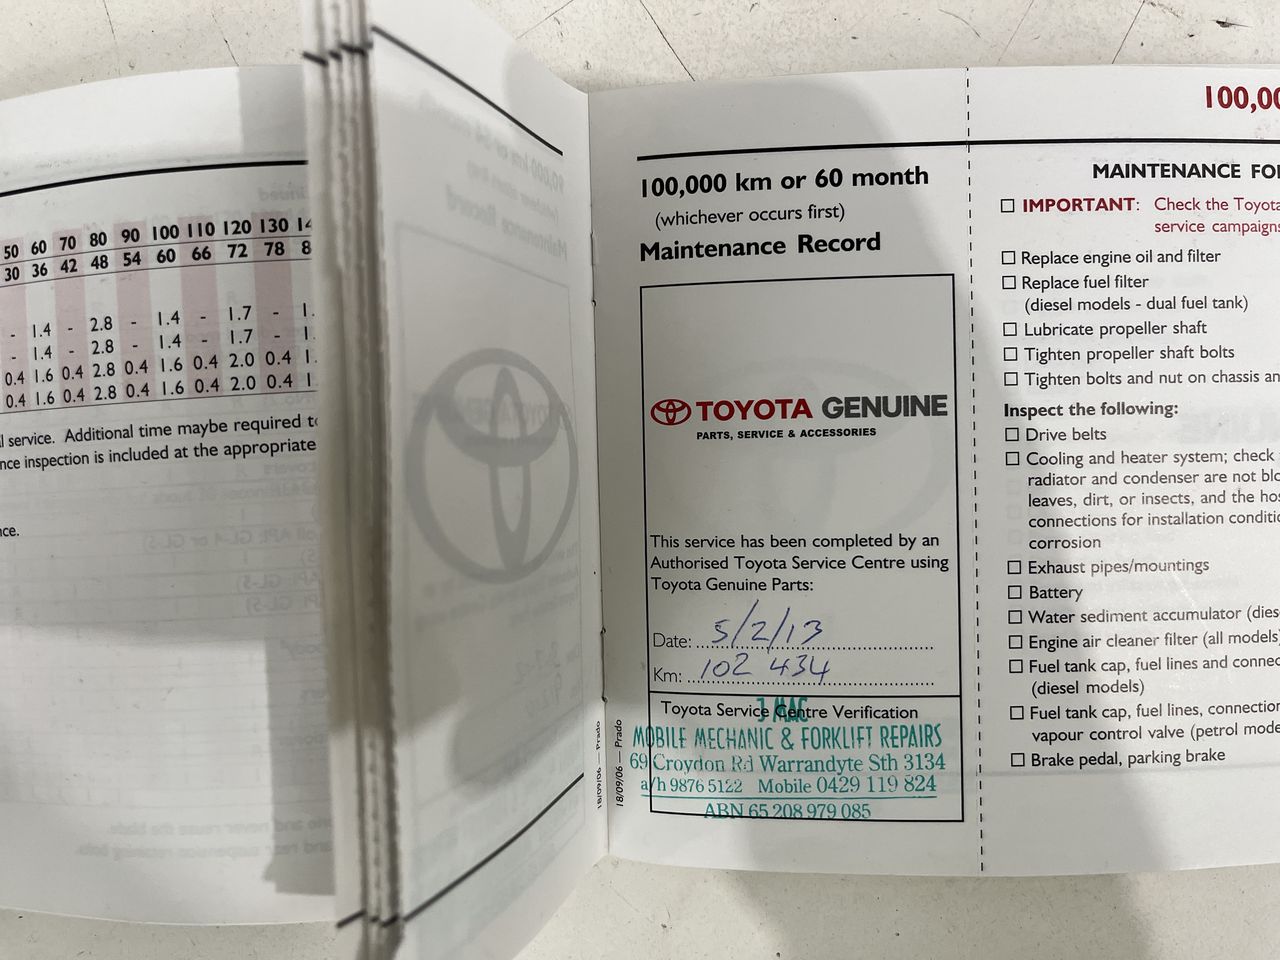 50 60 70 80 90 100 110 120 130 14
30 36 42 48 54 60 66 72 78 8
- 1.4 - 2.8 - 1.4 - 1.7 - 1.
- 1.4 - 2.8 - 1.4 - 1.7 - 1.
0.4 1.6 0.4 2.8 0.4 1.6 0.4 2.0 0.4 1.
0.4 1.6 0.4 2.8 0.4 1.6 0.4 2.0 0.4 1
l service. Additional time maybe required to
nce inspection is included at the appropriate
nce.
100,000 km or 60 month
(whichever occurs first)
Maintenance Record
TOYOTA GENUINE
PARTS, SERVICE & ACCESSORIES
This service has been completed by an
Authorised Toyota Service Centre using
Toyota Genuine Parts:
Date: 5/2/13
Km: 102 434
Toyota Service Centre Verification
J MAC
MOBILE MECHANIC & FORKLIFT REPAIRS
69 Croydon Rd Warrandyte Sth 3134
a/h 9876 5122 Mobile 0429 119 824
ABN 65 208 979 085
18/09/06 — Prado
18/09/06 — Prado
100,00
MAINTENANCE FO
IMPORTANT: Check the Toyota
service campaigns
Replace engine oil and filter
Replace fuel filter
(diesel models - dual fuel tank)
Lubricate propeller shaft
Tighten propeller shaft bolts
Tighten bolts and nut on chassis an
Inspect the following:
Drive belts
Cooling and heater system; check
radiator and condenser are not blo
leaves, dirt, or insects, and the hos
connections for installation conditio
corrosion
Exhaust pipes/mountings
Battery
Water sediment accumulator (dies
Engine air cleaner filter (all models)
Fuel tank cap, fuel lines and connec
(diesel models)
Fuel tank cap, fuel lines, connection
vapour control valve (petrol mode
Brake pedal, parking brake